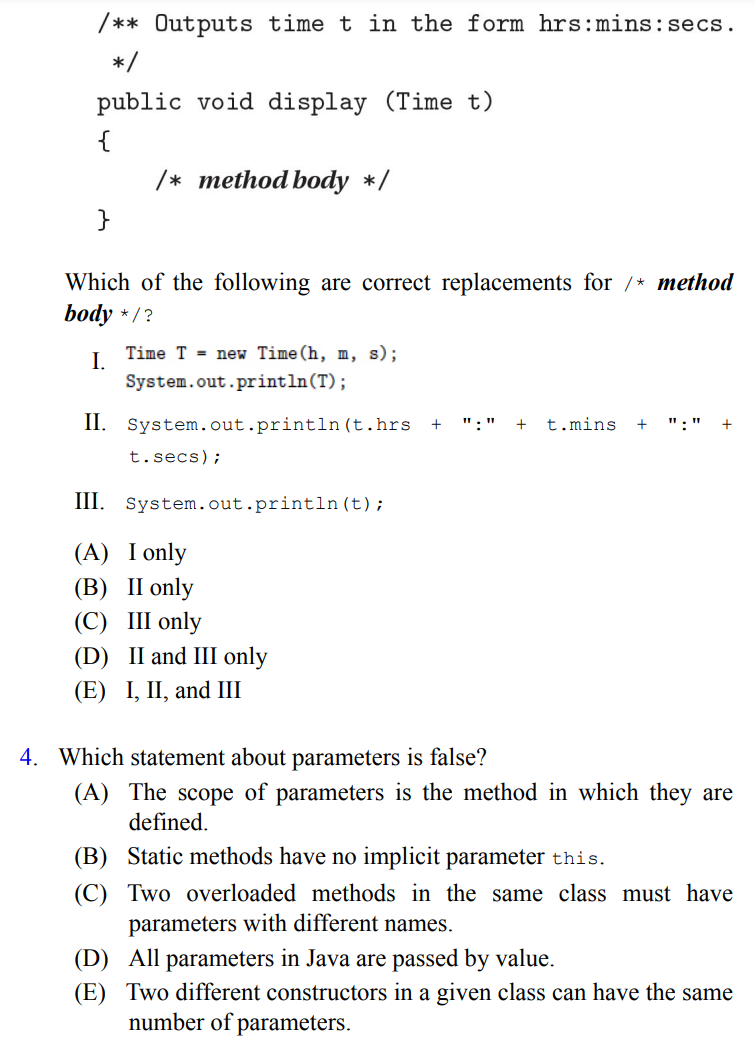 /** Outputs time t in the form hrs:mins:secs.
*/
public void display (Time t)
{
/* method body */
}
Which of the following are correct replacements for /* method
body */?
I. Time T = new Time(h, m, s);
System.out.println(T);
II. System.out.println(t.hrs + ":" + t.mins + ":" +
t.secs);
III. System.out.println(t);
(A) I only
(B) II only
(C) III only
(D) II and III only
(E) I, II, and III
4. Which statement about parameters is false?
(A) The scope of parameters is the method in which they are
defined.
(B) Static methods have no implicit parameter this.
(C) Two overloaded methods in the same class must have
parameters with different names.
(D) All parameters in Java are passed by value.
(E) Two different constructors in a given class can have the same
number of parameters.